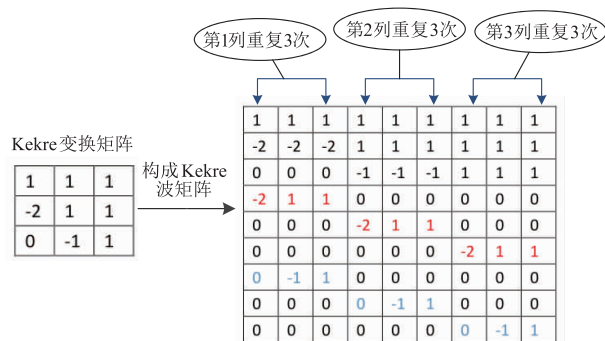 第1列重复3次 第2列重复3次 第3列重复3次
Kekre变换矩阵
1 1 1
-2 1 1
0 -1 1
构成Kekre
波矩阵
1 1 1 1 1 1 1 1 1
-2 -2 -2 1 1 1 1 1 1
0 0 0 -1 -1 -1 1 1 1
-2 1 1 0 0 0 0 0 0
0 0 0 -2 1 1 0 0 0
0 0 0 0 0 0 -2 1 1
0 -1 1 0 0 0 0 0 0
0 0 0 0 -1 1 0 0 0
0 0 0 0 0 0 0 -1 1